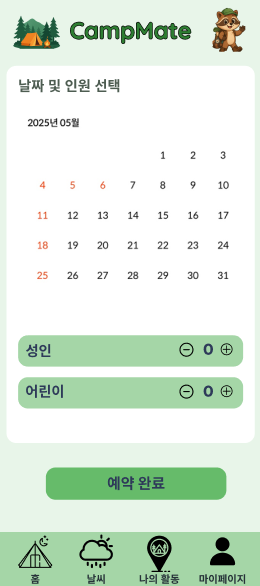 CampMate
날짜 및 인원 선택
2025년 05월
1 2 3
4 5 6 7 8 9 10
11 12 13 14 15 16 17
18 19 20 21 22 23 24
25 26 27 28 29 30 31
성인 0
어린이 0
예약 완료
홈 날씨 나의 활동 마이페이지